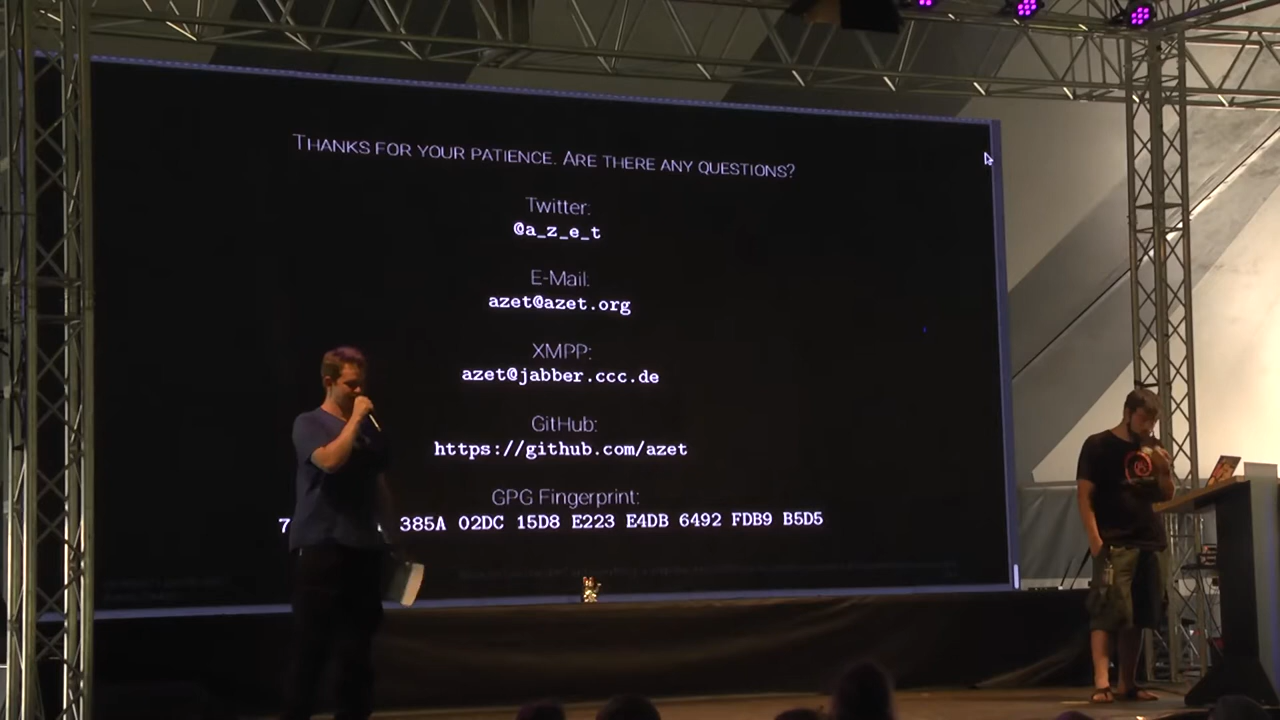 Thanks for your patience. Are there any questions?
Twitter:
@a_z_e_t
E-Mail:
azet@azet.org
XMPP:
azet@jabber.ccc.de
GitHub:
https://github.com/azet
GPG Fingerprint:
7 385A 02DC 15D8 E223 E4DB 6492 FDB9 B5D5